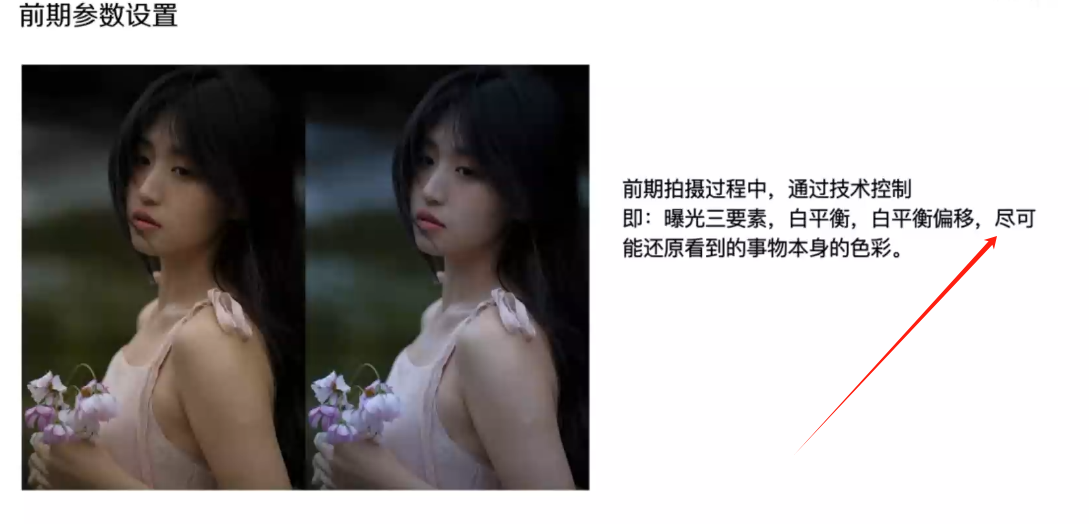 前期参数设置
前期拍摄过程中，通过技术控制
即：曝光三要素，白平衡，白平衡偏移，尽可
能还原看到的事物本身的色彩。